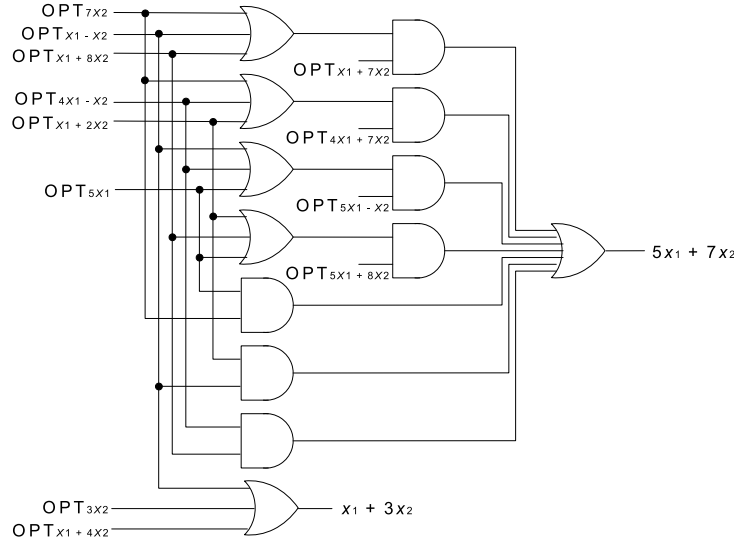 OPT7x2
OPTx1 - x2
OPTx1 + 8x2
OPTx1 + 7x2
OPT4x1 - x2
OPTx1 + 2x2
OPT4x1 + 7x2
OPT5x1
OPT5x1 - x2
5x1 + 7x2
OPT5x1 + 8x2
OPT3x2
x1 + 3x2
OPTx1 + 4x2